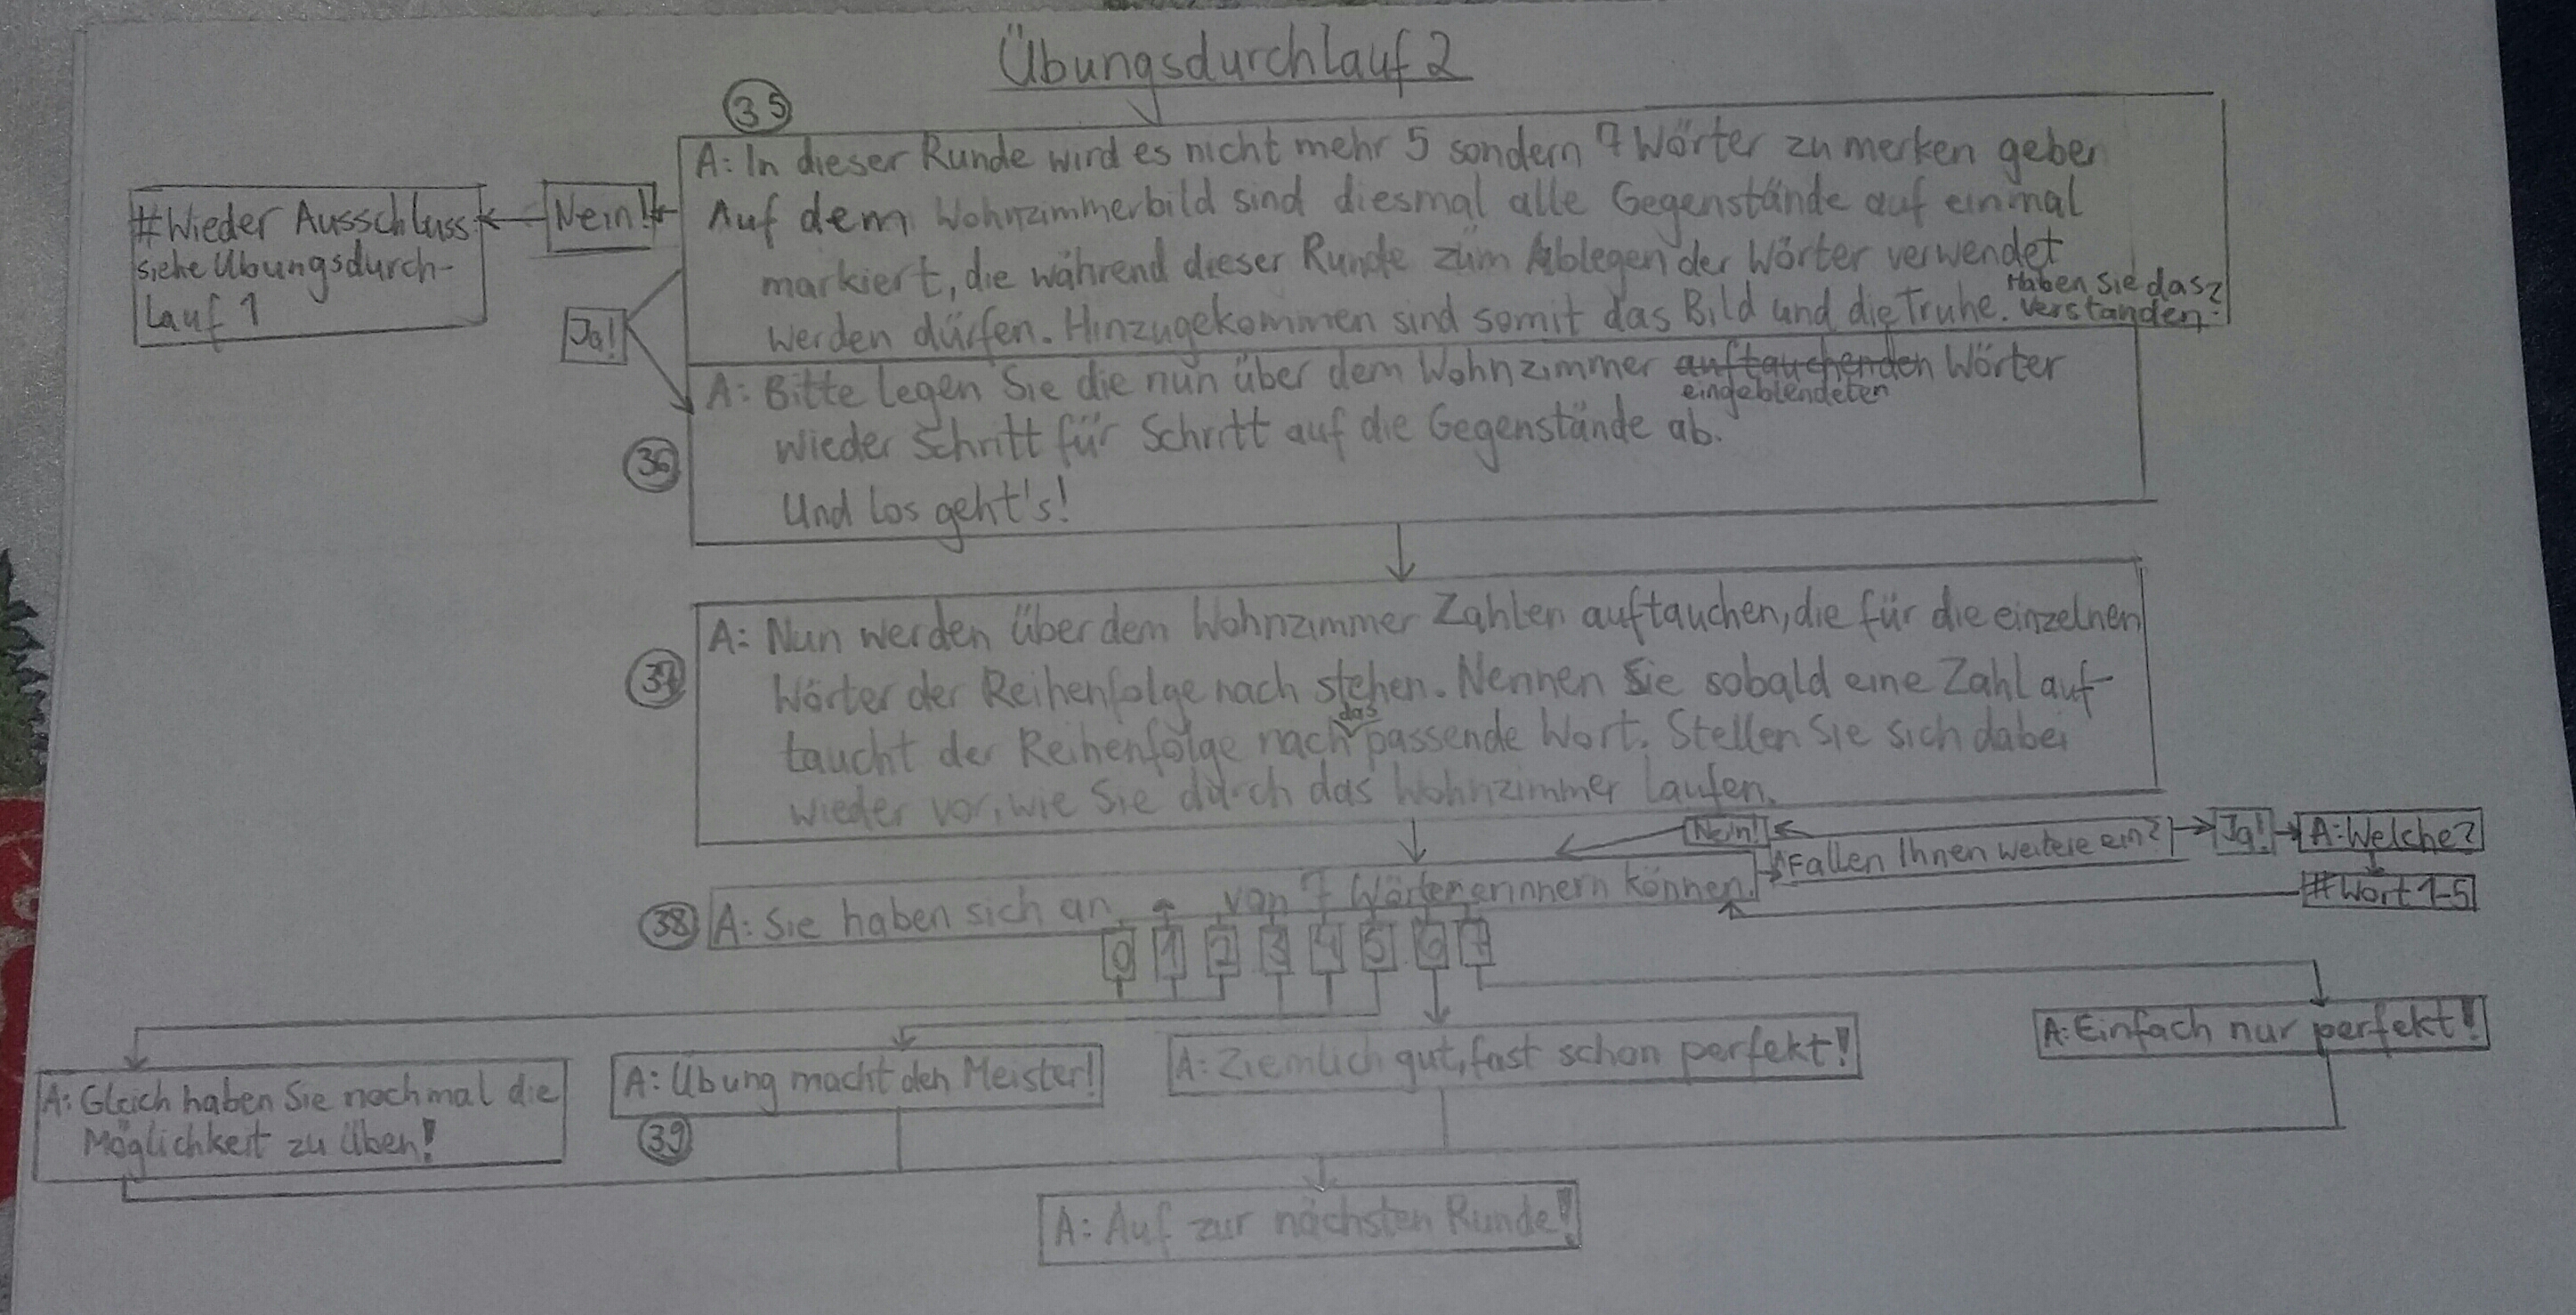 Übungsdurchlauf 2
35
A: In dieser Runde wird es nicht mehr 5 sondern 7 Wörter zu merken geben
Auf dem Wohnzimmerbild sind diesmal alle Gegenstände auf einmal
markiert, die während dieser Runde zum Ablegen der Wörter verwendet
werden dürfen. Hinzugekommen sind somit das Bild und die Truhe. Haben Sie das
verstanden?
Nein!
#Wieder Ausschluss
siehe Übungsdurch-
lauf 1
Ja!
36
A: Bitte legen Sie die nun über dem Wohnzimmer auftauchenden Wörter
eingeblendeten
wieder Schritt für Schritt auf die Gegenstände ab.
Und los geht's!
37
A: Nun werden über dem Wohnzimmer Zahlen auftauchen, die für die einzelnen
Wörter der Reihenfolge nach stehen. Nennen Sie sobald eine Zahl auf-
taucht der Reihenfolge nach das passende Wort. Stellen Sie sich dabei
wieder vor, wie Sie durch das Wohnzimmer laufen.
Nein!
A: Fallen Ihnen weitere ein?
Ja!
A: Welche?
#Wort 1-5
38
A: Sie haben sich an von 7 Wörtern erinnern können.
0 1 2 3 4 5 6 7
A: Gleich haben Sie nochmal die
Möglichkeit zu üben!
A: Übung macht den Meister!
A: Ziemlich gut, fast schon perfekt!
A: Einfach nur perfekt!
39
A: Auf zur nächsten Runde!